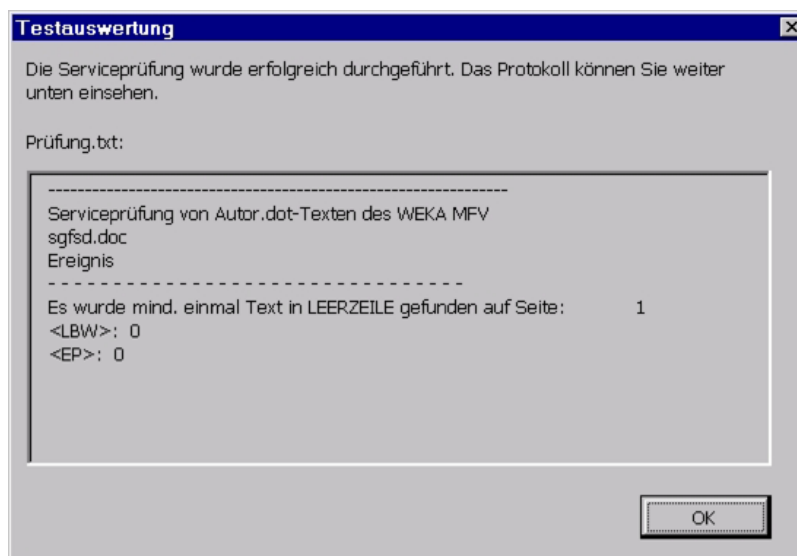 Testauswertung
Die Serviceprüfung wurde erfolgreich durchgeführt. Das Protokoll können Sie weiter
unten einsehen.
Prüfung.txt:
------------------------------------------------------------
Serviceprüfung von Autor.dot-Texten des WEKA MFV
sgfsd.doc
Ereignis
- - - - - - - - - - - - - - - - - - - - - - - - - - - - - - - -
Es wurde mind. einmal Text in LEERZEILE gefunden auf Seite: 1
<LBW>: 0
<EP>: 0
OK